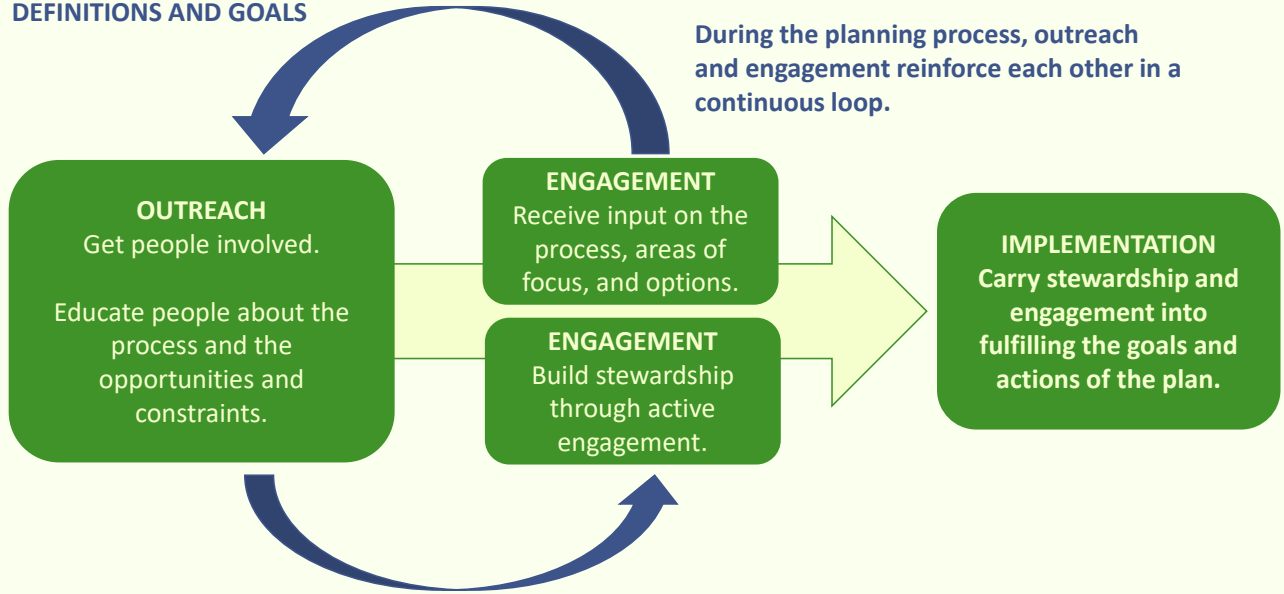 DEFINITIONS AND GOALS
During the planning process, outreach
and engagement reinforce each other in a
continuous loop.
OUTREACH
Get people involved.
Educate people about the
process and the
opportunities and
constraints.
ENGAGEMENT
Receive input on the
process, areas of
focus, and options.
ENGAGEMENT
Build stewardship
through active
engagement.
IMPLEMENTATION
Carry stewardship and
engagement into
fulfilling the goals and
actions of the plan.